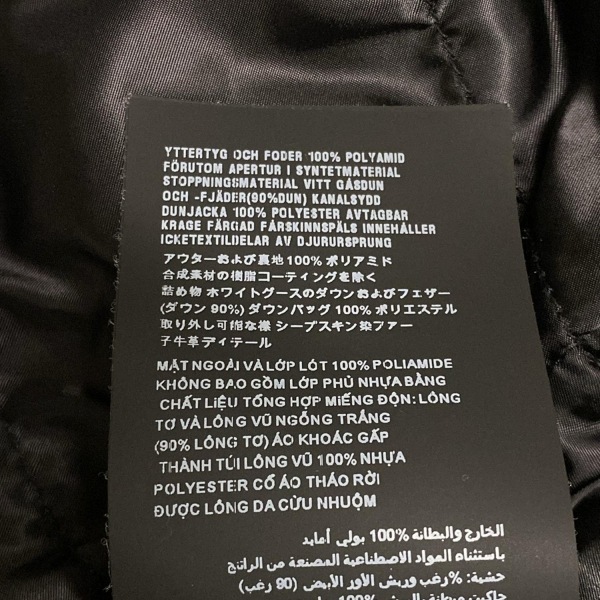 YTTERTYG OCH FODER 100% POLYAMID
FÖRUTOM APERTUR I SYNTETMATERIAL
STOPPNINGSMATERIAL VITT GÅSDUN
OCH -FJÄDER(90%DUN) KANALSYDD
DUNJACKA 100% POLYESTER AVTAGBAR
KRAGE FÄRGAD FÅRSKINNSPÄLS INNEHÅLLER
ICKETEXTILDELAR AV DJURURSPRUNG
アウターおよび裏地100% ポリアミド
合成素材の樹脂コーティングを除く
詰め物 ホワイトグースのダウンおよびフェザー
(ダウン 90%) ダウンバッグ 100% ポリエステル
取り外し可能な襟 シープスキン染ファー
子牛革ディテール
MẶT NGOÀI VÀ LỚP LÓT 100% POLIAMIDE
KHÔNG BAO GỒM LỚP PHỦ NHỰA BẰNG
CHẤT LIỆU TỔNG HỢP MIẾNG ĐỘN: LÔNG
TƠ VÀ LÔNG VŨ NGỖNG TRẮNG
(90% LÔNG TƠ) ÁO KHOÁC GẤP
THÀNH TÚI LÔNG VŨ 100% NHỰA
POLYESTER CỔ ÁO THÁO RỜI
ĐƯỢC LÔNG DA CỪU NHUỘM
الخارج والبطانة %100 بولي أمايد
باستثناء المواد الاصطناعية المصنعة من الراتنج
حشية: %رغب وريش الأوز الأبيض (90 رغب)